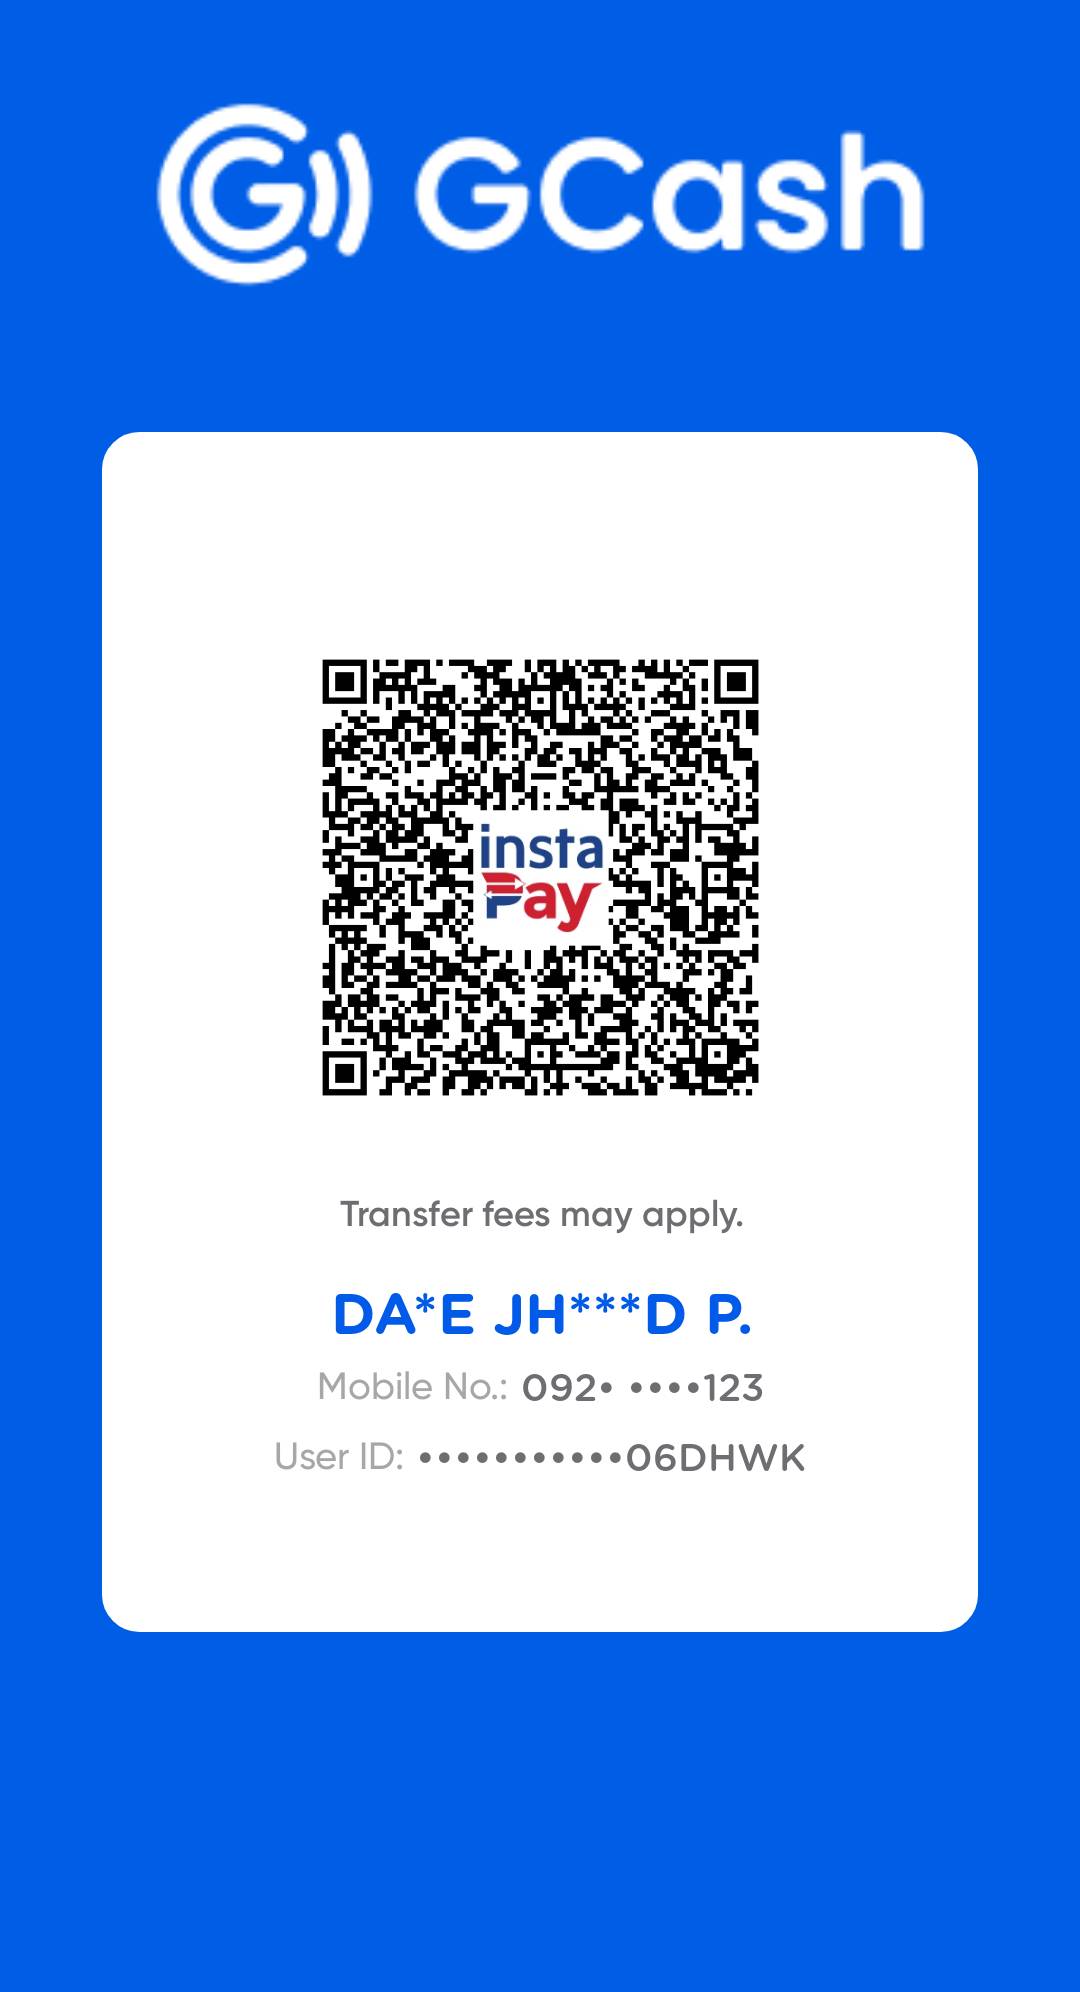 GCash
insta
Pay
Transfer fees may apply.
DA*E JH***D P.
Mobile No.: 092• ••••123
User ID: •••••••••••06DHWK